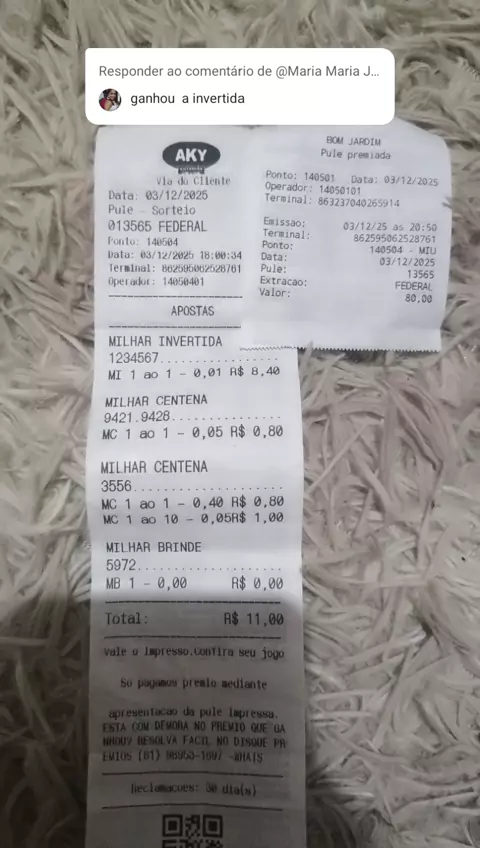 Responder ao comentário de @Maria Maria J...
ganhou a invertida
AKY
Via do Cliente
Data: 03/12/2025
Pule - Sorteio
013565 FEDERAL
Ponto: 140504
Data: 03/12/2025 18:00:34
Terminal: 862595062528761
Operador: 14050401
APOSTAS
MILHAR INVERTIDA
1234567................
MI 1 ao 1 - 0,01 R$ 8,40
MILHAR CENTENA
9421.9428..............
MC 1 ao 1 - 0,05 R$ 0,80
MILHAR CENTENA
3556...................
MC 1 ao 1 - 0,40 R$ 0,80
MC 1 ao 10 - 0,05R$ 1,00
MILHAR BRINDE
5972...................
MB 1 - 0,00 R$ 0,00
Total: R$ 11,00
Vale o impresso.confira seu jogo
So pagamos premio mediante
apresentacao da pule impressa.
ESTA COM DEMORA NO PREMIO QUE GA
NHOU? RESOLVA FACIL NO DISQUE PR
EMIOS (81) -WHATS
Reclamacoes: 30 dia(s)
BOM JARDIM
Pule premiada
Ponto: 140501 Data: 03/12/2025
Operador: 14050101
Terminal: 863237040265914
Emissao: 03/12/25 as 20:50
Terminal: 862595062528761
Ponto: 140504 - MIU
Data: 03/12/2025
Pule: 13565
Extracao: FEDERAL
Valor: 80,00